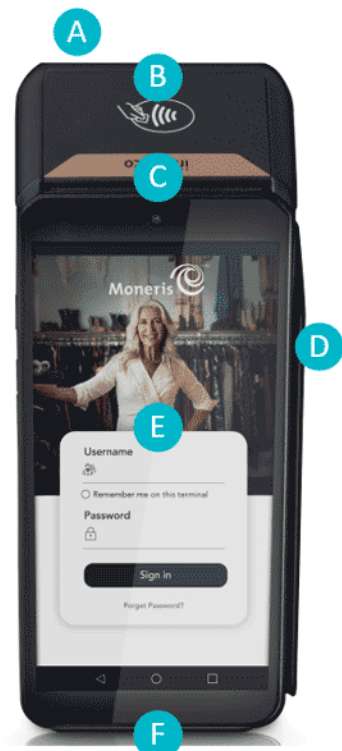 A
B
C
Moneris
D
E
Username
Remember me on this terminal
Password
Sign in
Forgot Password?
F